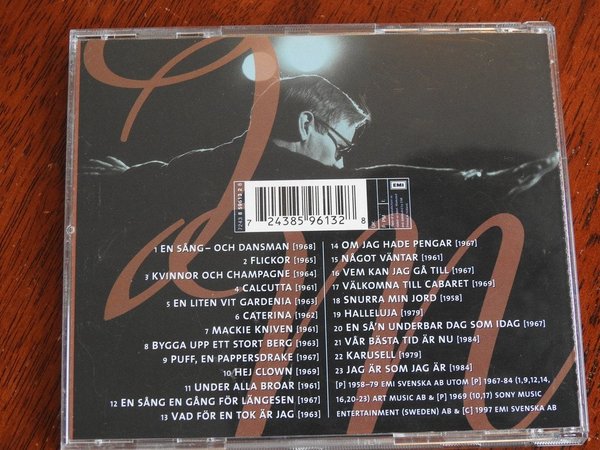 7243 8 59613 2 8
EMI
7 24385 96132 8
1 EN SÅNG – OCH DANSMAN [1968]
2 FLICKOR [1965]
3 KVINNOR OCH CHAMPAGNE [1964]
4 CALCUTTA [1961]
5 EN LITEN VIT GARDENIA [1963]
6 CATERINA [1962]
7 MACKIE KNIVEN [1961]
8 BYGGA UPP ETT STORT BERG [1963]
9 PUFF, EN PAPPERSDRAKE [1967]
10 HEJ CLOWN [1969]
11 UNDER ALLA BROAR [1961]
12 EN SÅNG EN GÅNG FÖR LÄNGESEN [1967]
13 VAD FÖR EN TOK ÄR JAG [1963]
14 OM JAG HADE PENGAR [1967]
15 NÅGOT VÄNTAR [1961]
16 VEM KAN JAG GÅ TILL [1967]
17 VÄLKOMNA TILL CABARET [1969]
18 SNURRA MIN JORD [1958]
19 HALLELUJA [1979]
20 EN SÅ'N UNDERBAR DAG SOM IDAG [1967]
21 VÅR BÄSTA TID ÄR NU [1984]
22 KARUSELL [1979]
23 JAG ÄR SOM JAG ÄR [1984]
[P] 1958–79 EMI SVENSKA AB UTOM [P] 1967-84 (1,9,12,14,
16,20-23) ART MUSIC AB & [P] 1969 (10,17) SONY MUSIC
ENTERTAINMENT (SWEDEN) AB & [C] 1997 EMI SVENSKA AB